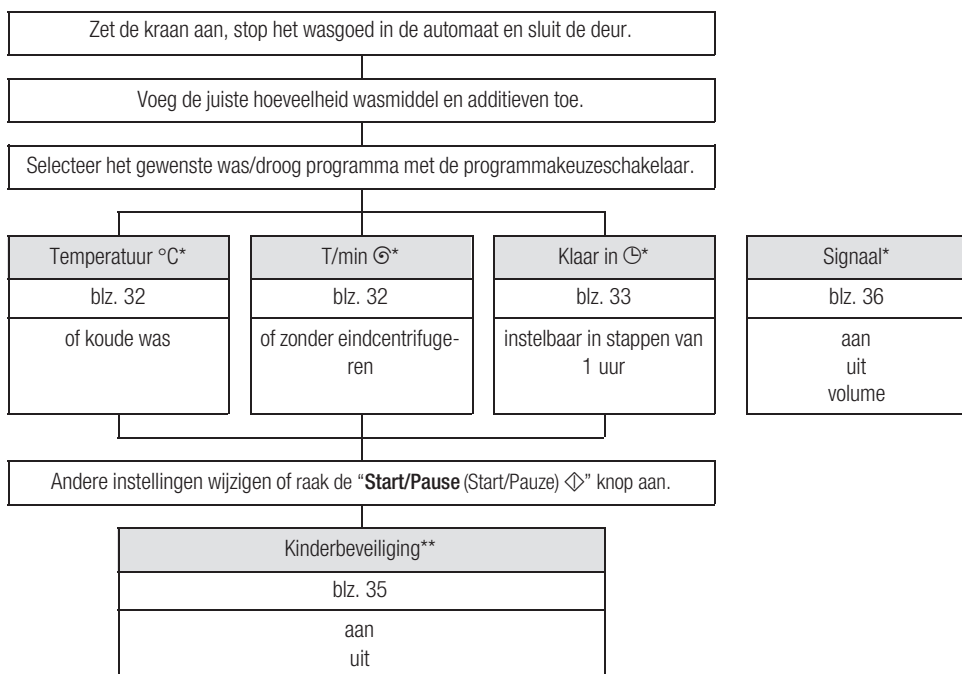 Zet de kraan aan, stop het wasgoed in de automaat en sluit de deur.
Voeg de juiste hoeveelheid wasmiddel en additieven toe.
Selecteer het gewenste was/droog programma met de programmakeuzeschakelaar.
Temperatuur °C*
blz. 32
of koude was
T/min *
blz. 32
of zonder eindcentrifuge-
ren
Klaar in *
blz. 33
instelbaar in stappen van
1 uur
Signaal*
blz. 36
aan
uit
volume
Andere instellingen wijzigen of raak de “Start/Pause (Start/Pauze) ” knop aan.
Kinderbeveiliging**
blz. 35
aan
uit